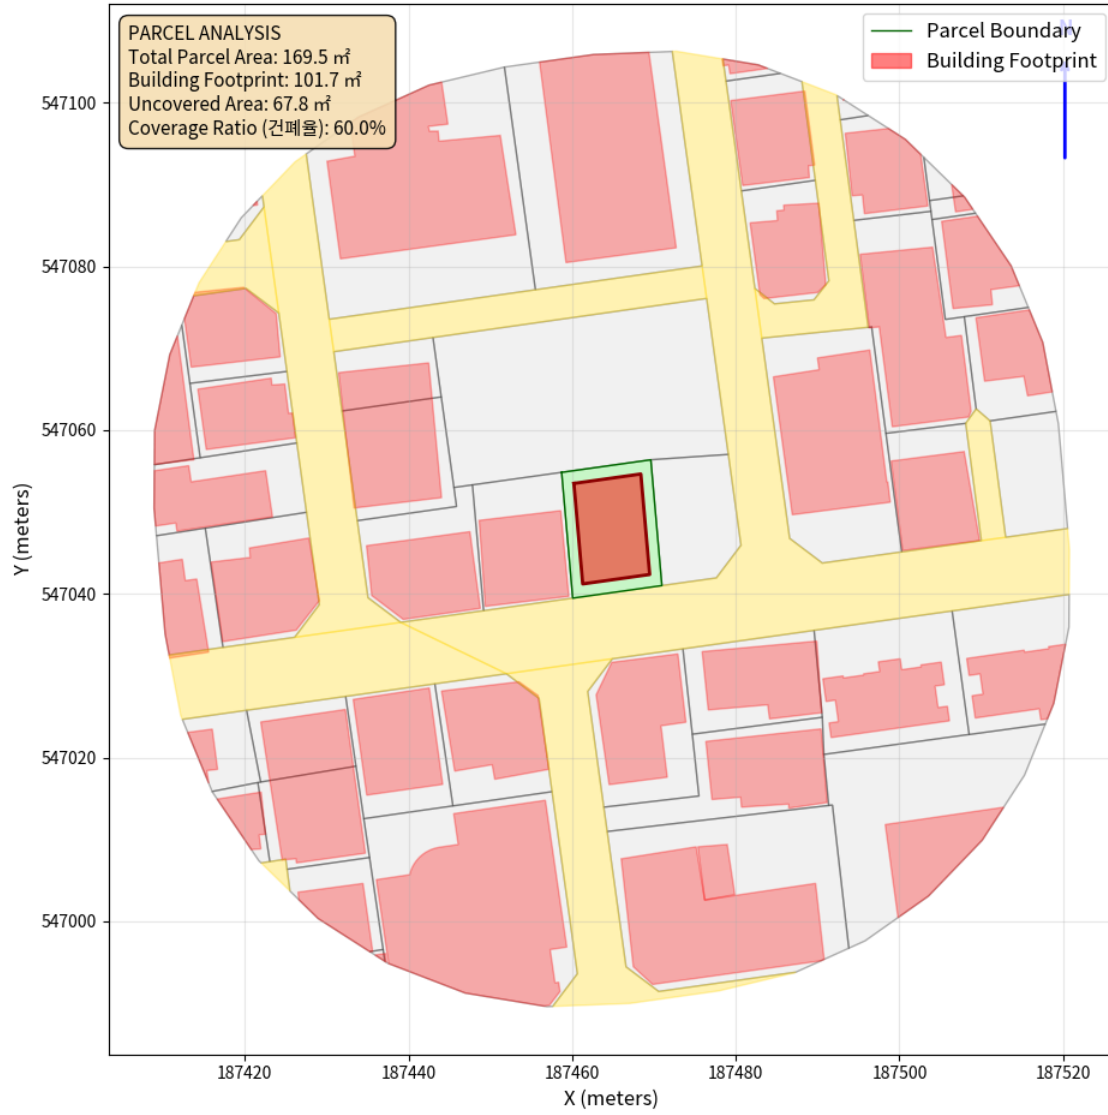 PARCEL ANALYSIS
Total Parcel Area: 169.5 ㎡
Building Footprint: 101.7 ㎡
Uncovered Area: 67.8 ㎡
Coverage Ratio (건폐율): 60.0%
Parcel Boundary
Building Footprint
N
547100
547080
547060
547040
547020
547000
Y (meters)
187420
187440
187460
187480
187500
187520
X (meters)